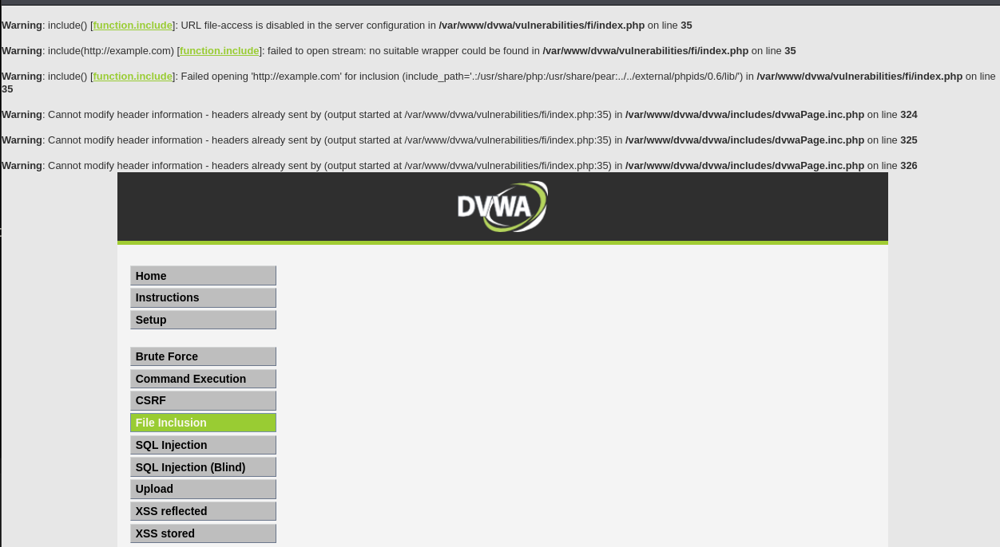 Warning: include() [function.include]: URL file-access is disabled in the server configuration in /var/www/dvwa/vulnerabilities/fi/index.php on line 35
Warning: include(http://example.com) [function.include]: failed to open stream: no suitable wrapper could be found in /var/www/dvwa/vulnerabilities/fi/index.php on line 35
Warning: include() [function.include]: Failed opening 'http://example.com' for inclusion (include_path='.:/usr/share/php:/usr/share/pear:../../external/phpids/0.6/lib/') in /var/www/dvwa/vulnerabilities/fi/index.php on line
35
Warning: Cannot modify header information - headers already sent by (output started at /var/www/dvwa/vulnerabilities/fi/index.php:35) in /var/www/dvwa/dvwa/includes/dvwaPage.inc.php on line 324
Warning: Cannot modify header information - headers already sent by (output started at /var/www/dvwa/vulnerabilities/fi/index.php:35) in /var/www/dvwa/dvwa/includes/dvwaPage.inc.php on line 325
Warning: Cannot modify header information - headers already sent by (output started at /var/www/dvwa/vulnerabilities/fi/index.php:35) in /var/www/dvwa/dvwa/includes/dvwaPage.inc.php on line 326
DVWA
Home
Instructions
Setup
Brute Force
Command Execution
CSRF
File Inclusion
SQL Injection
SQL Injection (Blind)
Upload
XSS reflected
XSS stored